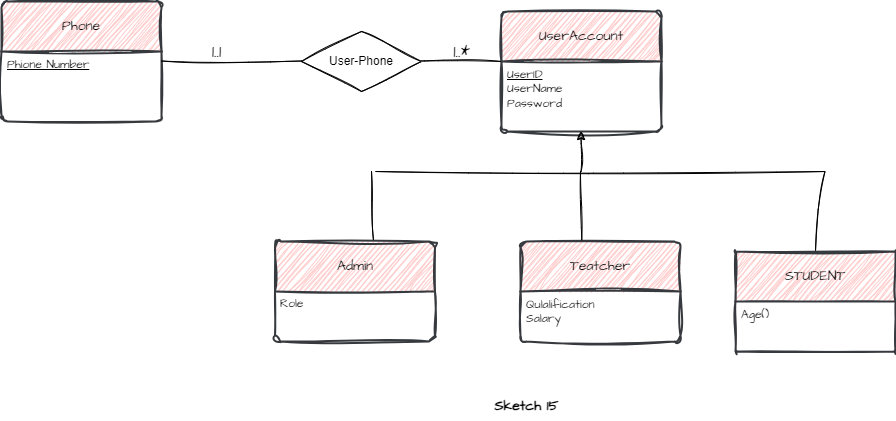 Phone
Phione Number
1..1
User-Phone
1..*
UserAccount
UserID
UserName
Password
Admin
Role
Teatcher
Qulalification
Salary
STUDENT
Age()
Sketch 15